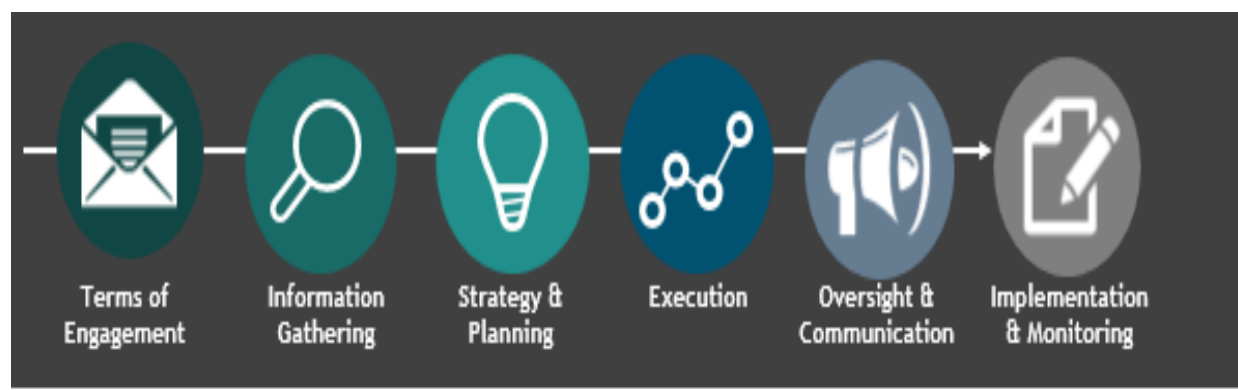 Terms of
Engagement
Information
Gathering
Strategy &
Planning
Execution
Oversight &
Communication
Implementation
& Monitoring